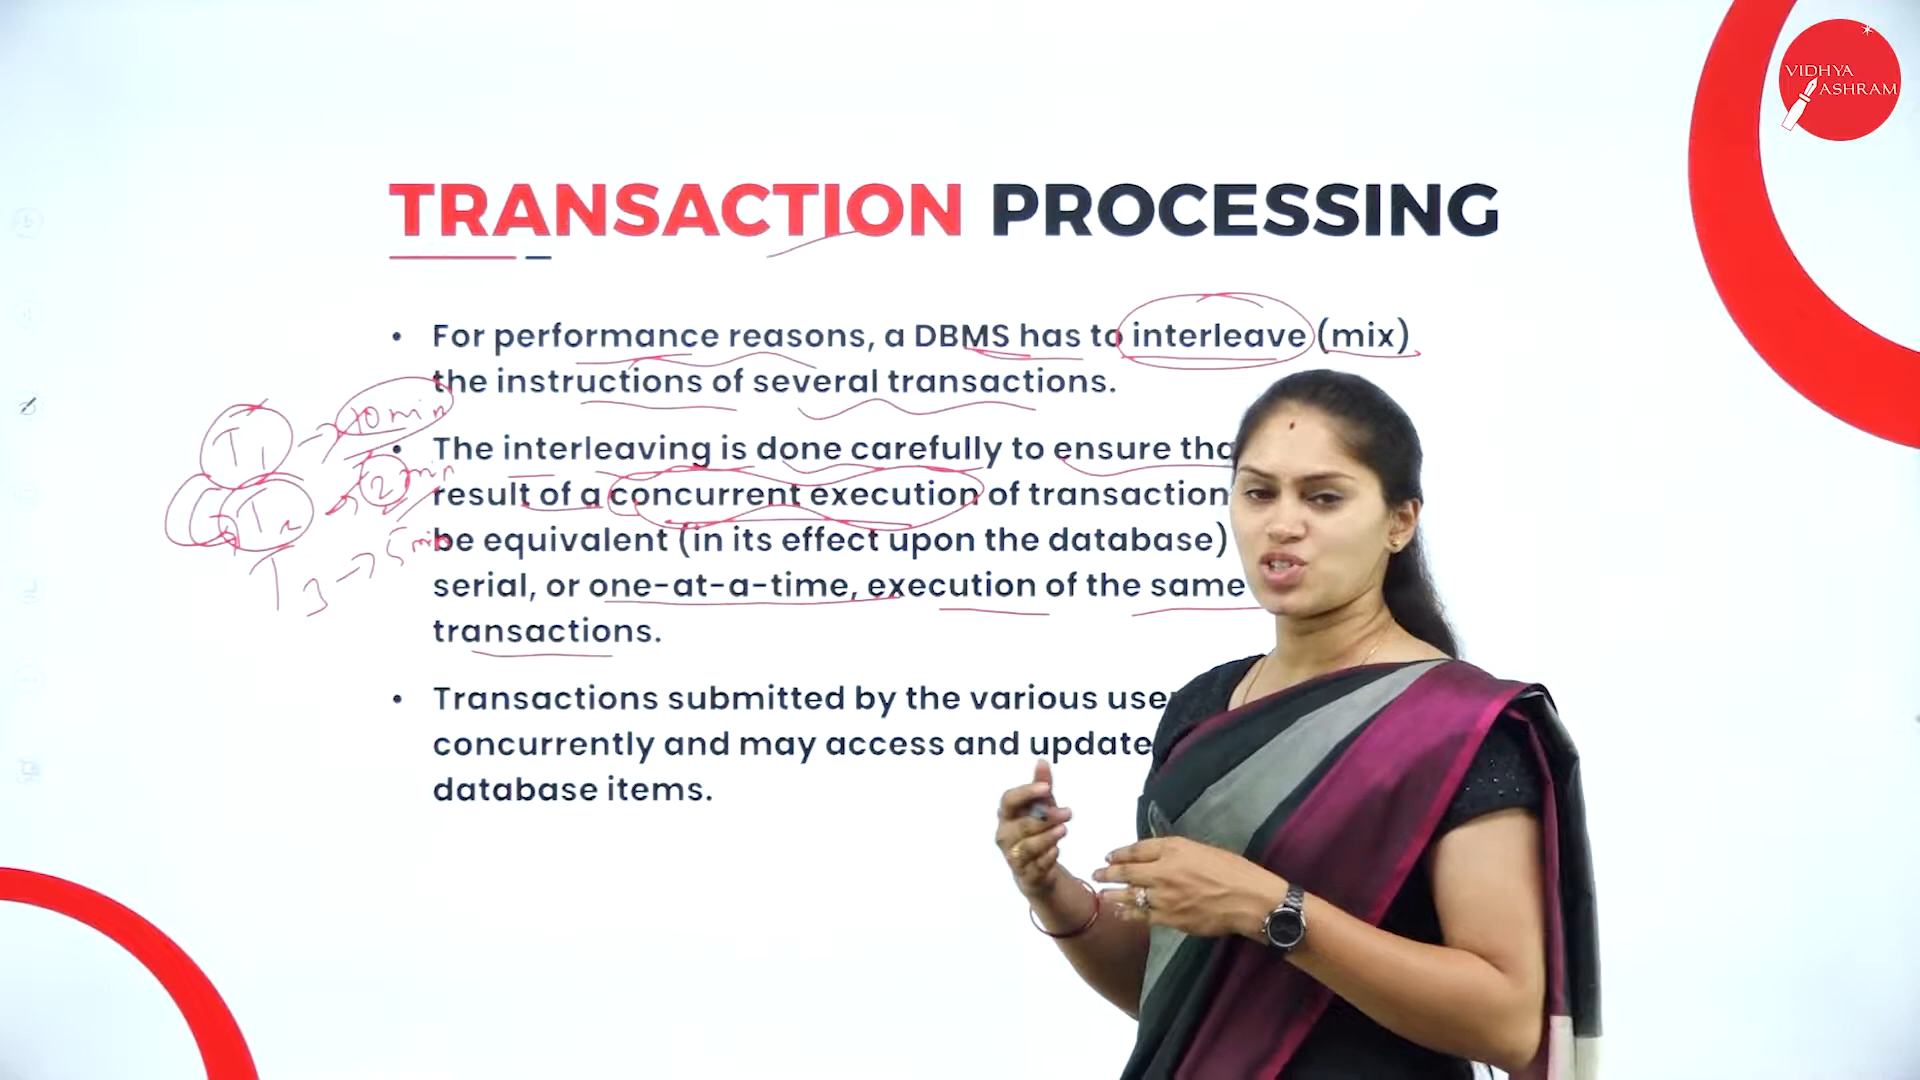 VIDHYA
ASHRAM
TRANSACTION PROCESSING
• For performance reasons, a DBMS has to interleave (mix)
the instructions of several transactions.
T1 → 10 min
• The interleaving is done carefully to ensure
T2 → 2 min
result of a concurrent execution of transaction
be equivalent (in its effect upon the database)
T3 → 5 min
serial, or one-at-a-time, execution of the same
transactions.
• Transactions submitted by the various
concurrently and may access and update
database items.